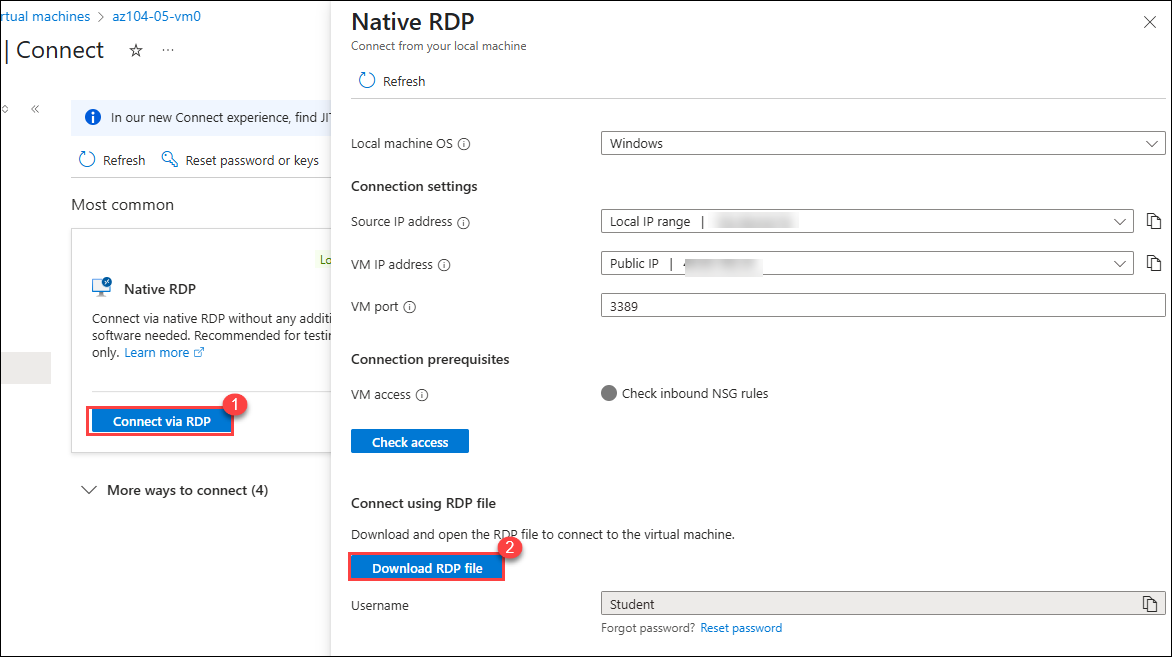 rtual machines > az104-05-vm0
| Connect
In our new Connect experience, find JI
Refresh
Reset password or keys
Most common
Lo
Native RDP
Connect via native RDP without any additi
software needed. Recommended for testin
only. Learn more
1
Connect via RDP
More ways to connect (4)
Native RDP
Connect from your local machine
Refresh
Local machine OS
Windows
Connection settings
Source IP address
Local IP range |
VM IP address
Public IP |
VM port
3389
Connection prerequisites
VM access
Check inbound NSG rules
Check access
Connect using RDP file
Download and open the RDP file to connect to the virtual machine.
2
Download RDP file
Username
Student
Forgot password? Reset password